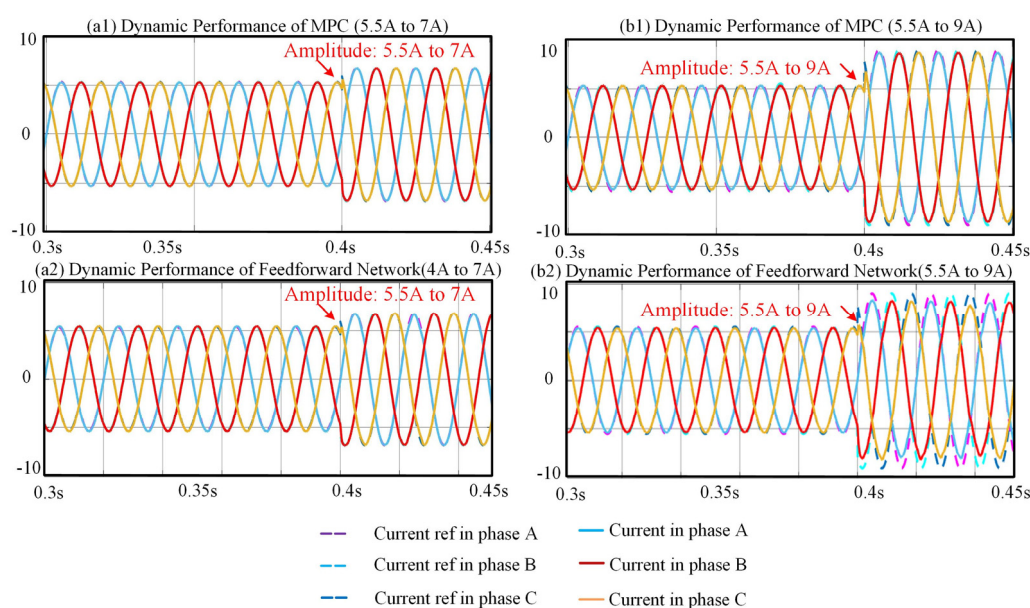 (a1) Dynamic Performance of MPC (5.5A to 7A)
10
Amplitude: 5.5A to 7A
0
10
0.3s 0.35s 0.4s 0.45s
(b1) Dynamic Performance of MPC (5.5A to 9A)
10
Amplitude: 5.5A to 9A
0
-10
0.3s 0.35s 0.4s 0.45s
(a2) Dynamic Performance of Feedforward Network(4A to 7A)
10
Amplitude: 5.5A to 7A
0
-10
0.3s 0.35s 0.4s 0.45s
(b2) Dynamic Performance of Feedforward Network(5.5A to 9A)
10
Amplitude: 5.5A to 9A
0
-10
0.3s 0.35s 0.4s 0.45s
Current ref in phase A
Current in phase A
Current ref in phase B
Current in phase B
Current ref in phase C
Current in phase C